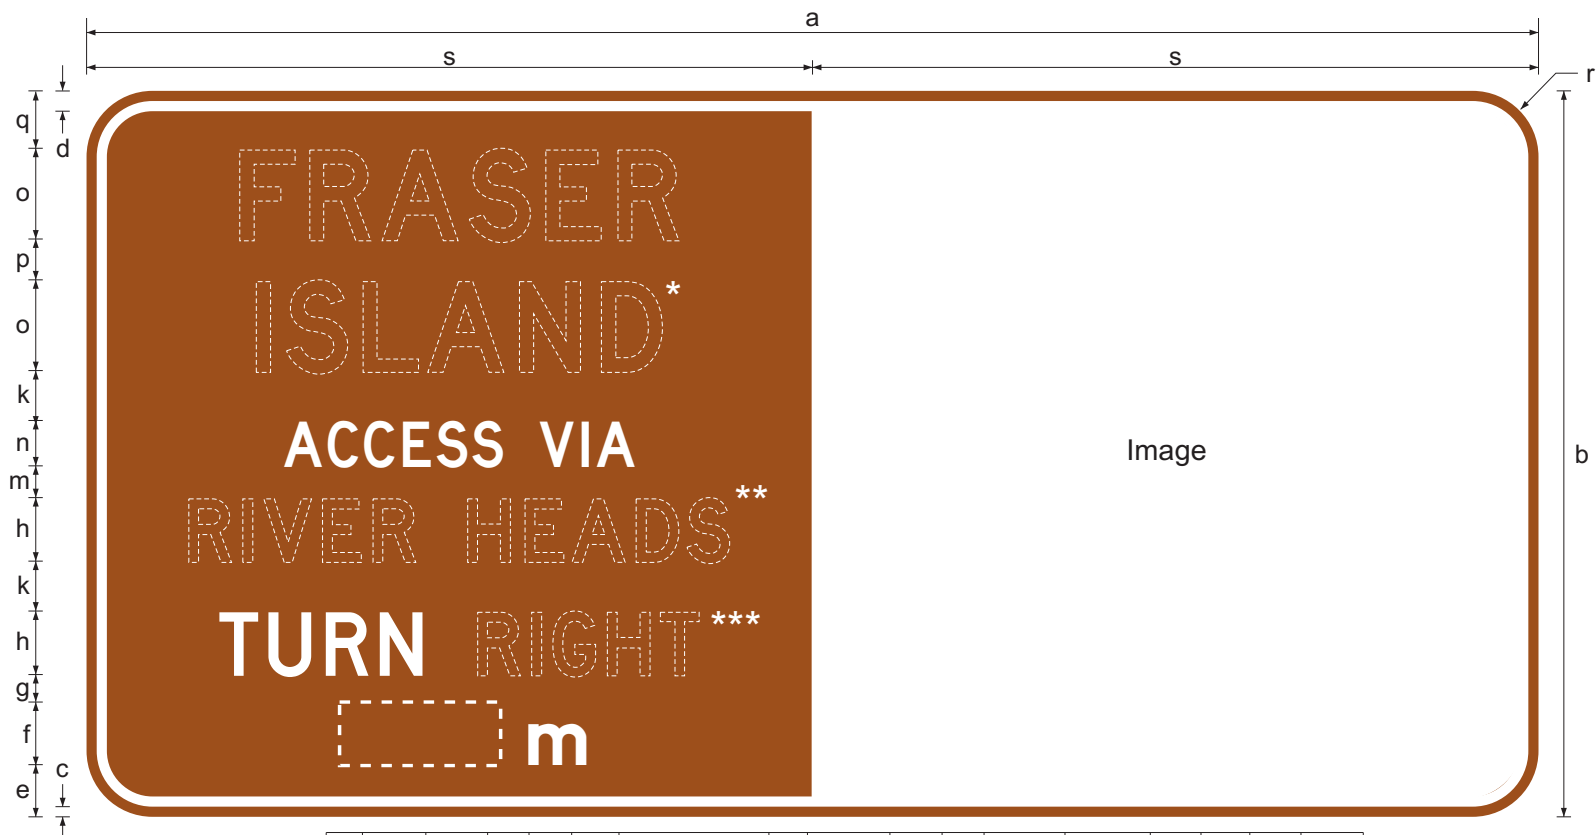 a
s s
r
q
d
FRASER
o
p
ISLAND*
o
k
ACCESS VIA
n
Image
b
m
RIVER HEADS**
h
k
TURN RIGHT***
h
g
m
f
c
e